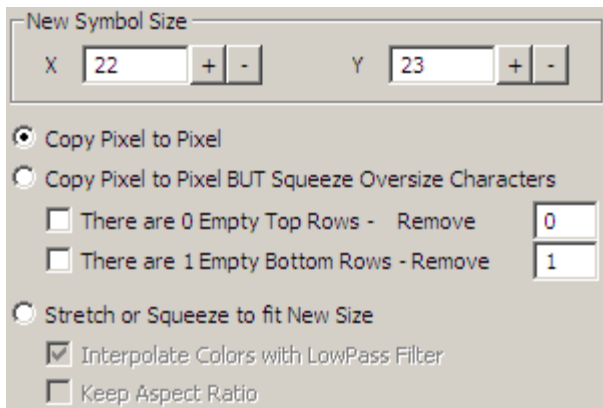 New Symbol Size
X 22 + - Y 23 + -
Copy Pixel to Pixel
Copy Pixel to Pixel BUT Squeeze Oversize Characters
There are 0 Empty Top Rows - Remove 0
There are 1 Empty Bottom Rows - Remove 1
Stretch or Squeeze to fit New Size
Interpolate Colors with LowPass Filter
Keep Aspect Ratio